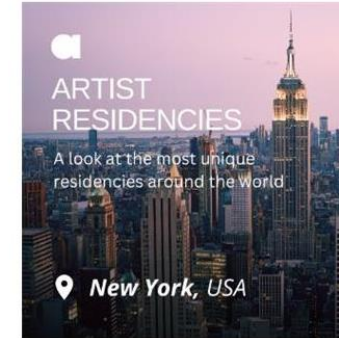 a
ARTIST
RESIDENCIES
A look at the most unique
residencies around the world
New York, USA